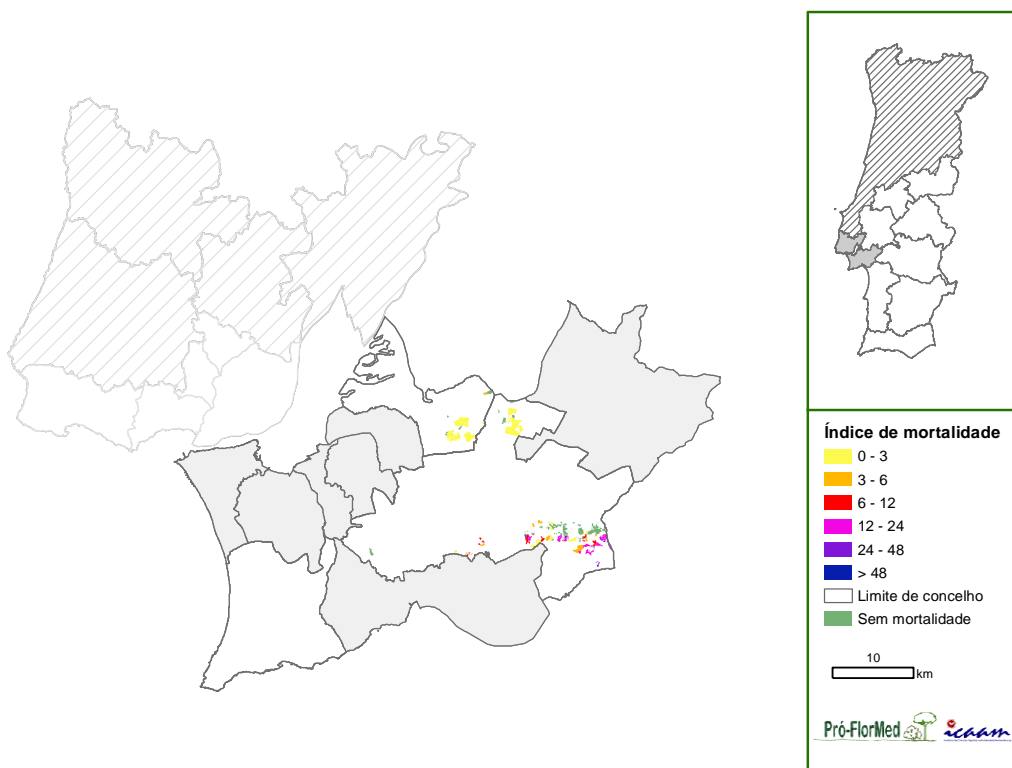 Índice de mortalidade
0 - 3
3 - 6
6 - 12
12 - 24
24 - 48
> 48
Limite de concelho
Sem mortalidade
10
km
Pró-FlorMed
icaam